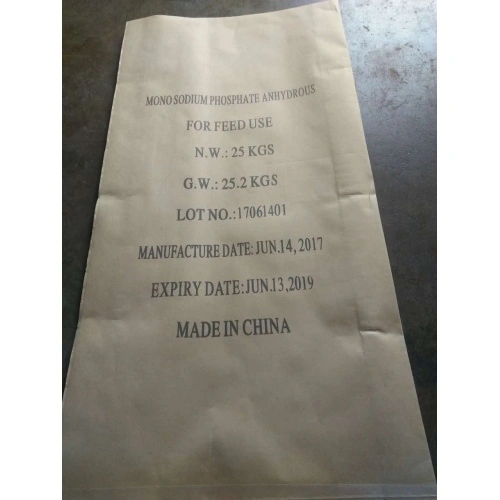 MONO SODIUM PHOSPHATE ANHYDROUS
FOR FEED USE
N.W.: 25 KGS
G.W.: 25.2 KGS
LOT NO.:17061401
MANUFACTURE DATE: JUN.14, 2017
EXPIRY DATE:JUN.13,2019
MADE IN CHINA